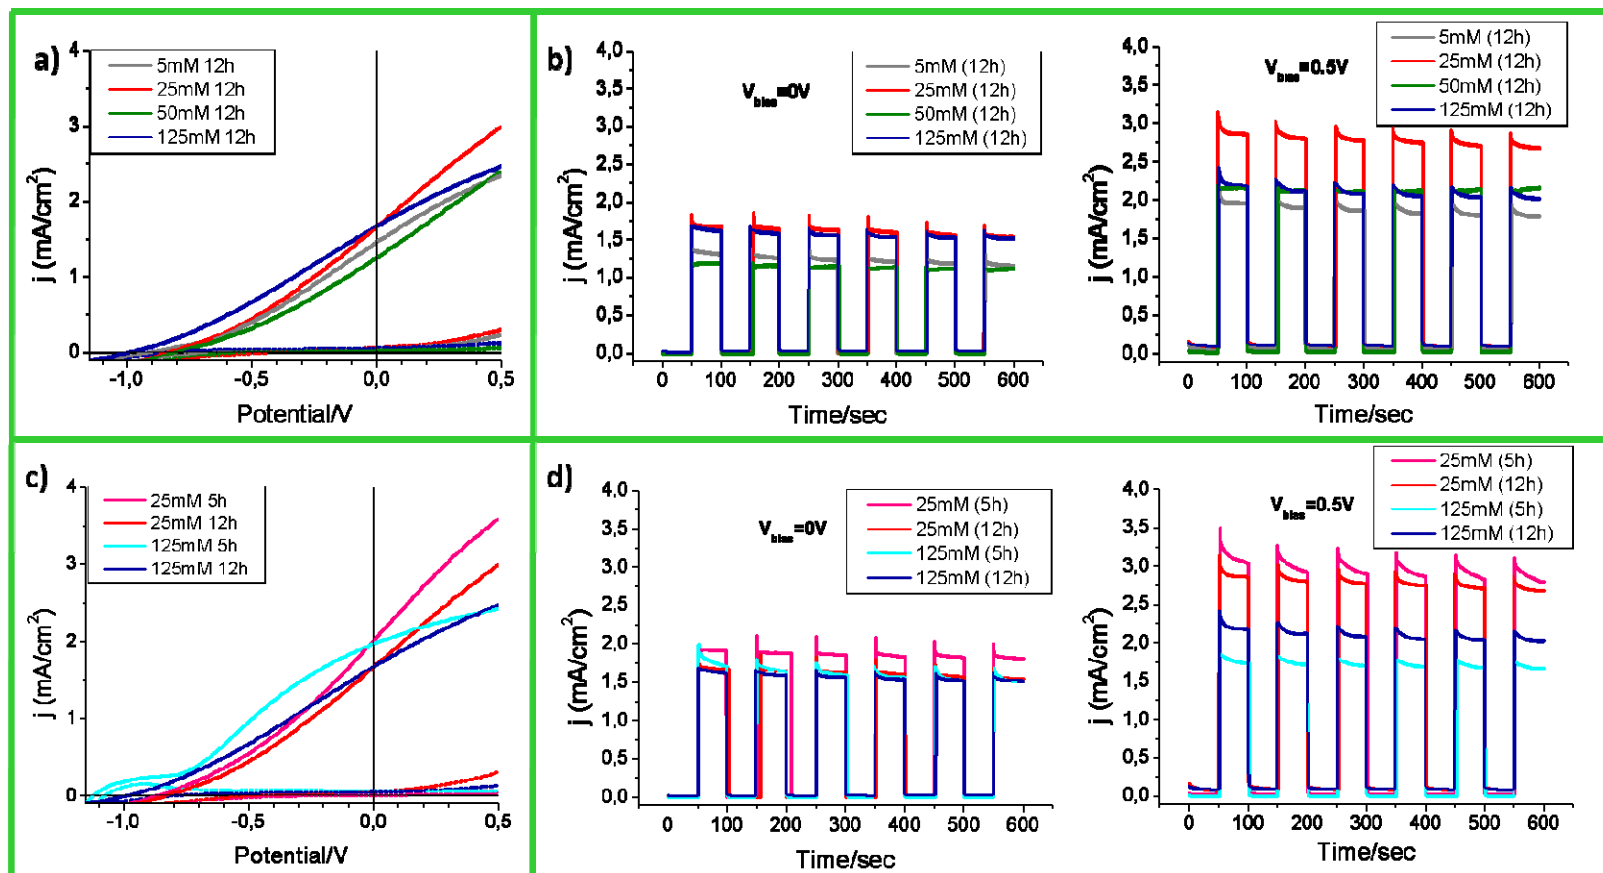 a)
5mM 12h
25mM 12h
50mM 12h
125mM 12h
4
3
2
1
0
j (mA/cm²)
-1,0
-0,5
0,0
0,5
Potential/V
b)
4,0
3,5
3,0
2,5
2,0
1,5
1,0
0,5
0,0
j (mA/cm²)
V_bias=0V
5mM (12h)
25mM (12h)
50mM (12h)
125mM (12h)
0
100
200
300
400
500
600
Time/sec
4,0
3,5
3,0
2,5
2,0
1,5
1,0
0,5
0,0
j (mA/cm²)
V_bias=0.5V
5mM (12h)
25mM (12h)
50mM (12h)
125mM (12h)
0
100
200
300
400
500
600
Time/sec
c)
25mM 5h
25mM 12h
125mM 5h
125mM 12h
4
3
2
1
0
j (mA/cm²)
-1,0
-0,5
0,0
0,5
Potential/V
d)
4,0
3,5
3,0
2,5
2,0
1,5
1,0
0,5
0,0
j (mA/cm²)
V_bias=0V
25mM (5h)
25mM (12h)
125mM (5h)
125mM (12h)
0
100
200
300
400
500
600
Time/sec
4,0
3,5
3,0
2,5
2,0
1,5
1,0
0,5
0,0
j (mA/cm²)
V_bias=0.5V
25mM (5h)
25mM (12h)
125mM (5h)
125mM (12h)
0
100
200
300
400
500
600
Time/sec